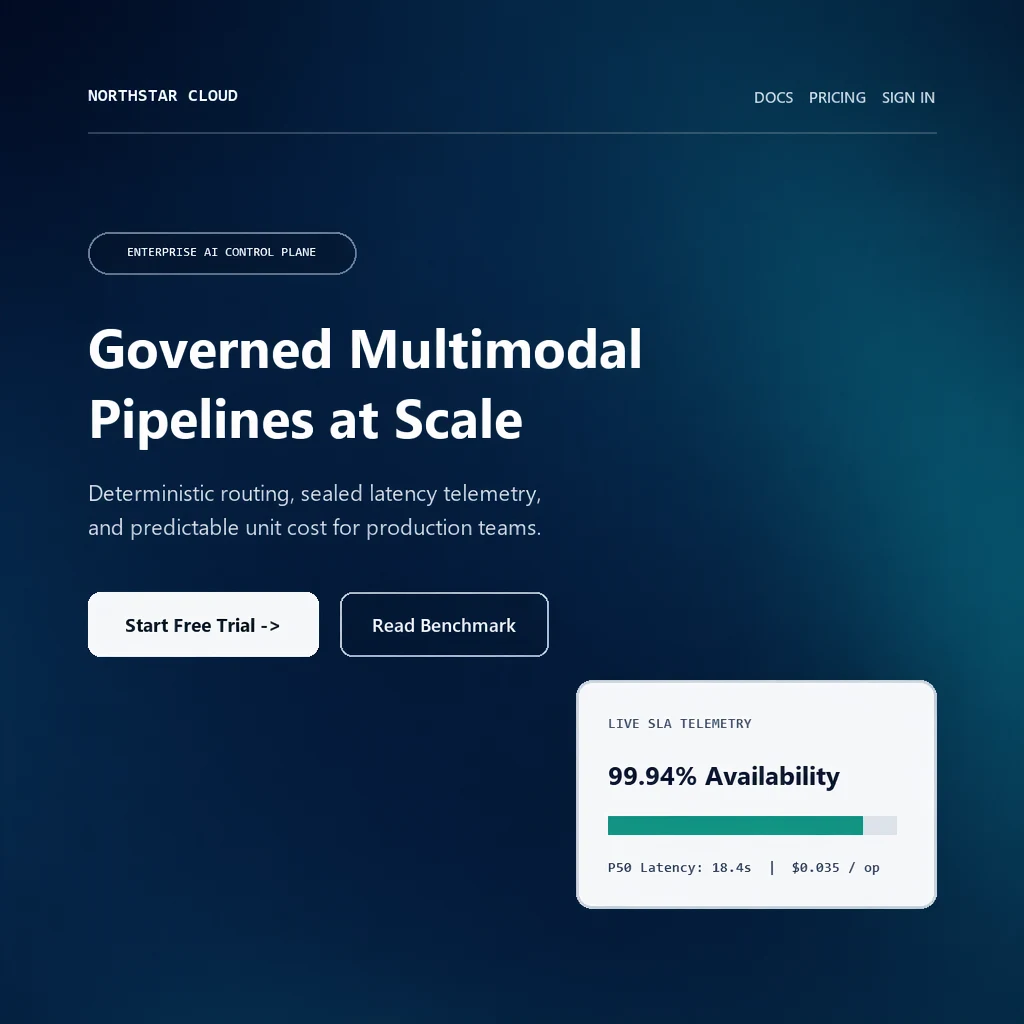 NORTHSTAR CLOUD
DOCS PRICING SIGN IN
ENTERPRISE AI CONTROL PLANE
Governed Multimodal
Pipelines at Scale
Deterministic routing, sealed latency telemetry,
and predictable unit cost for production teams.
Start Free Trial ->
Read Benchmark
LIVE SLA TELEMETRY
99.94% Availability
P50 Latency: 18.4s | $0.035 / op